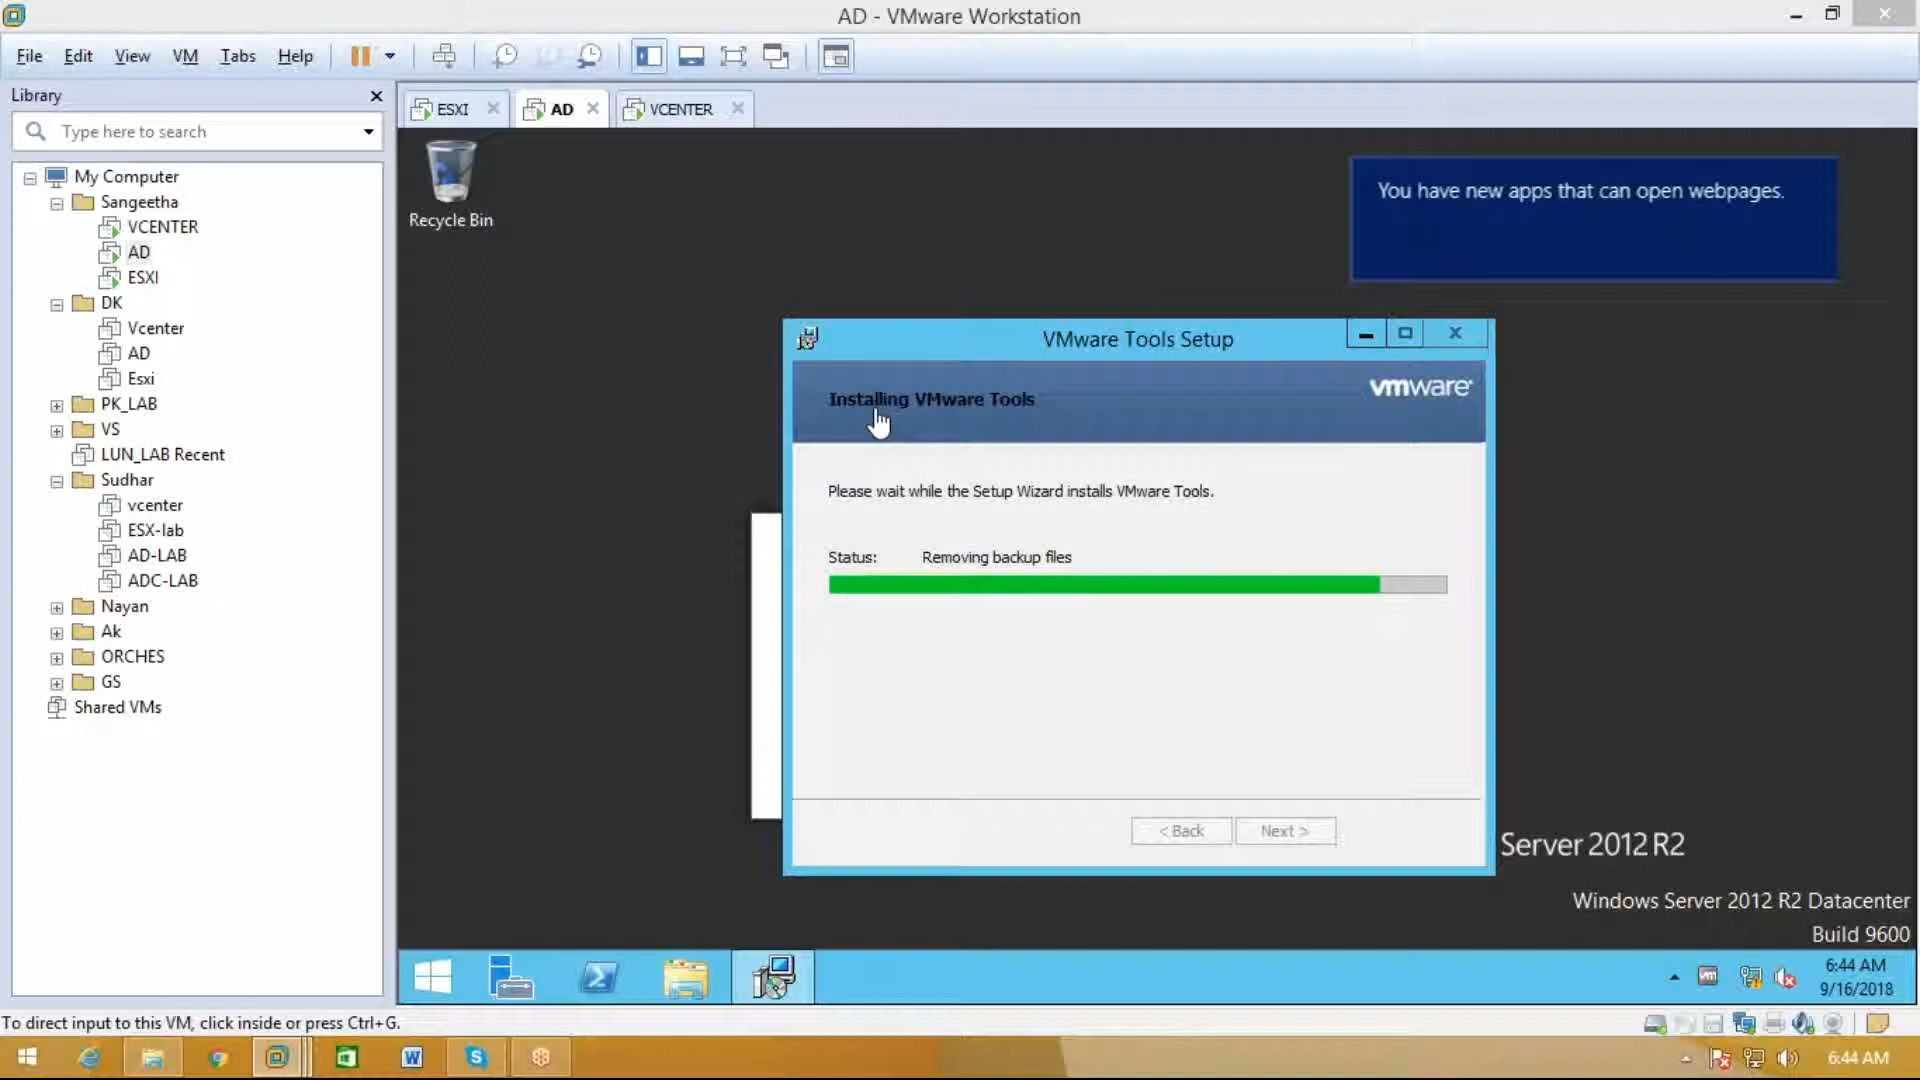 AD - VMware Workstation
File Edit View VM Tabs Help
Library
Type here to search
My Computer
Sangeetha
VCENTER
AD
ESXI
DK
Vcenter
AD
Esxi
PK_LAB
VS
LUN_LAB Recent
Sudhar
vcenter
ESX-lab
AD-LAB
ADC-LAB
Nayan
Ak
ORCHES
GS
Shared VMs
ESXI AD VCENTER
Recycle Bin
You have new apps that can open webpages.
VMware Tools Setup
Installing VMware Tools
vmware
Please wait while the Setup Wizard installs VMware Tools.
Status: Removing backup files
< Back Next >
Server 2012 R2
Windows Server 2012 R2 Datacenter
Build 9600
6:44 AM
9/16/2018
To direct input to this VM, click inside or press Ctrl+G.
6:44 AM